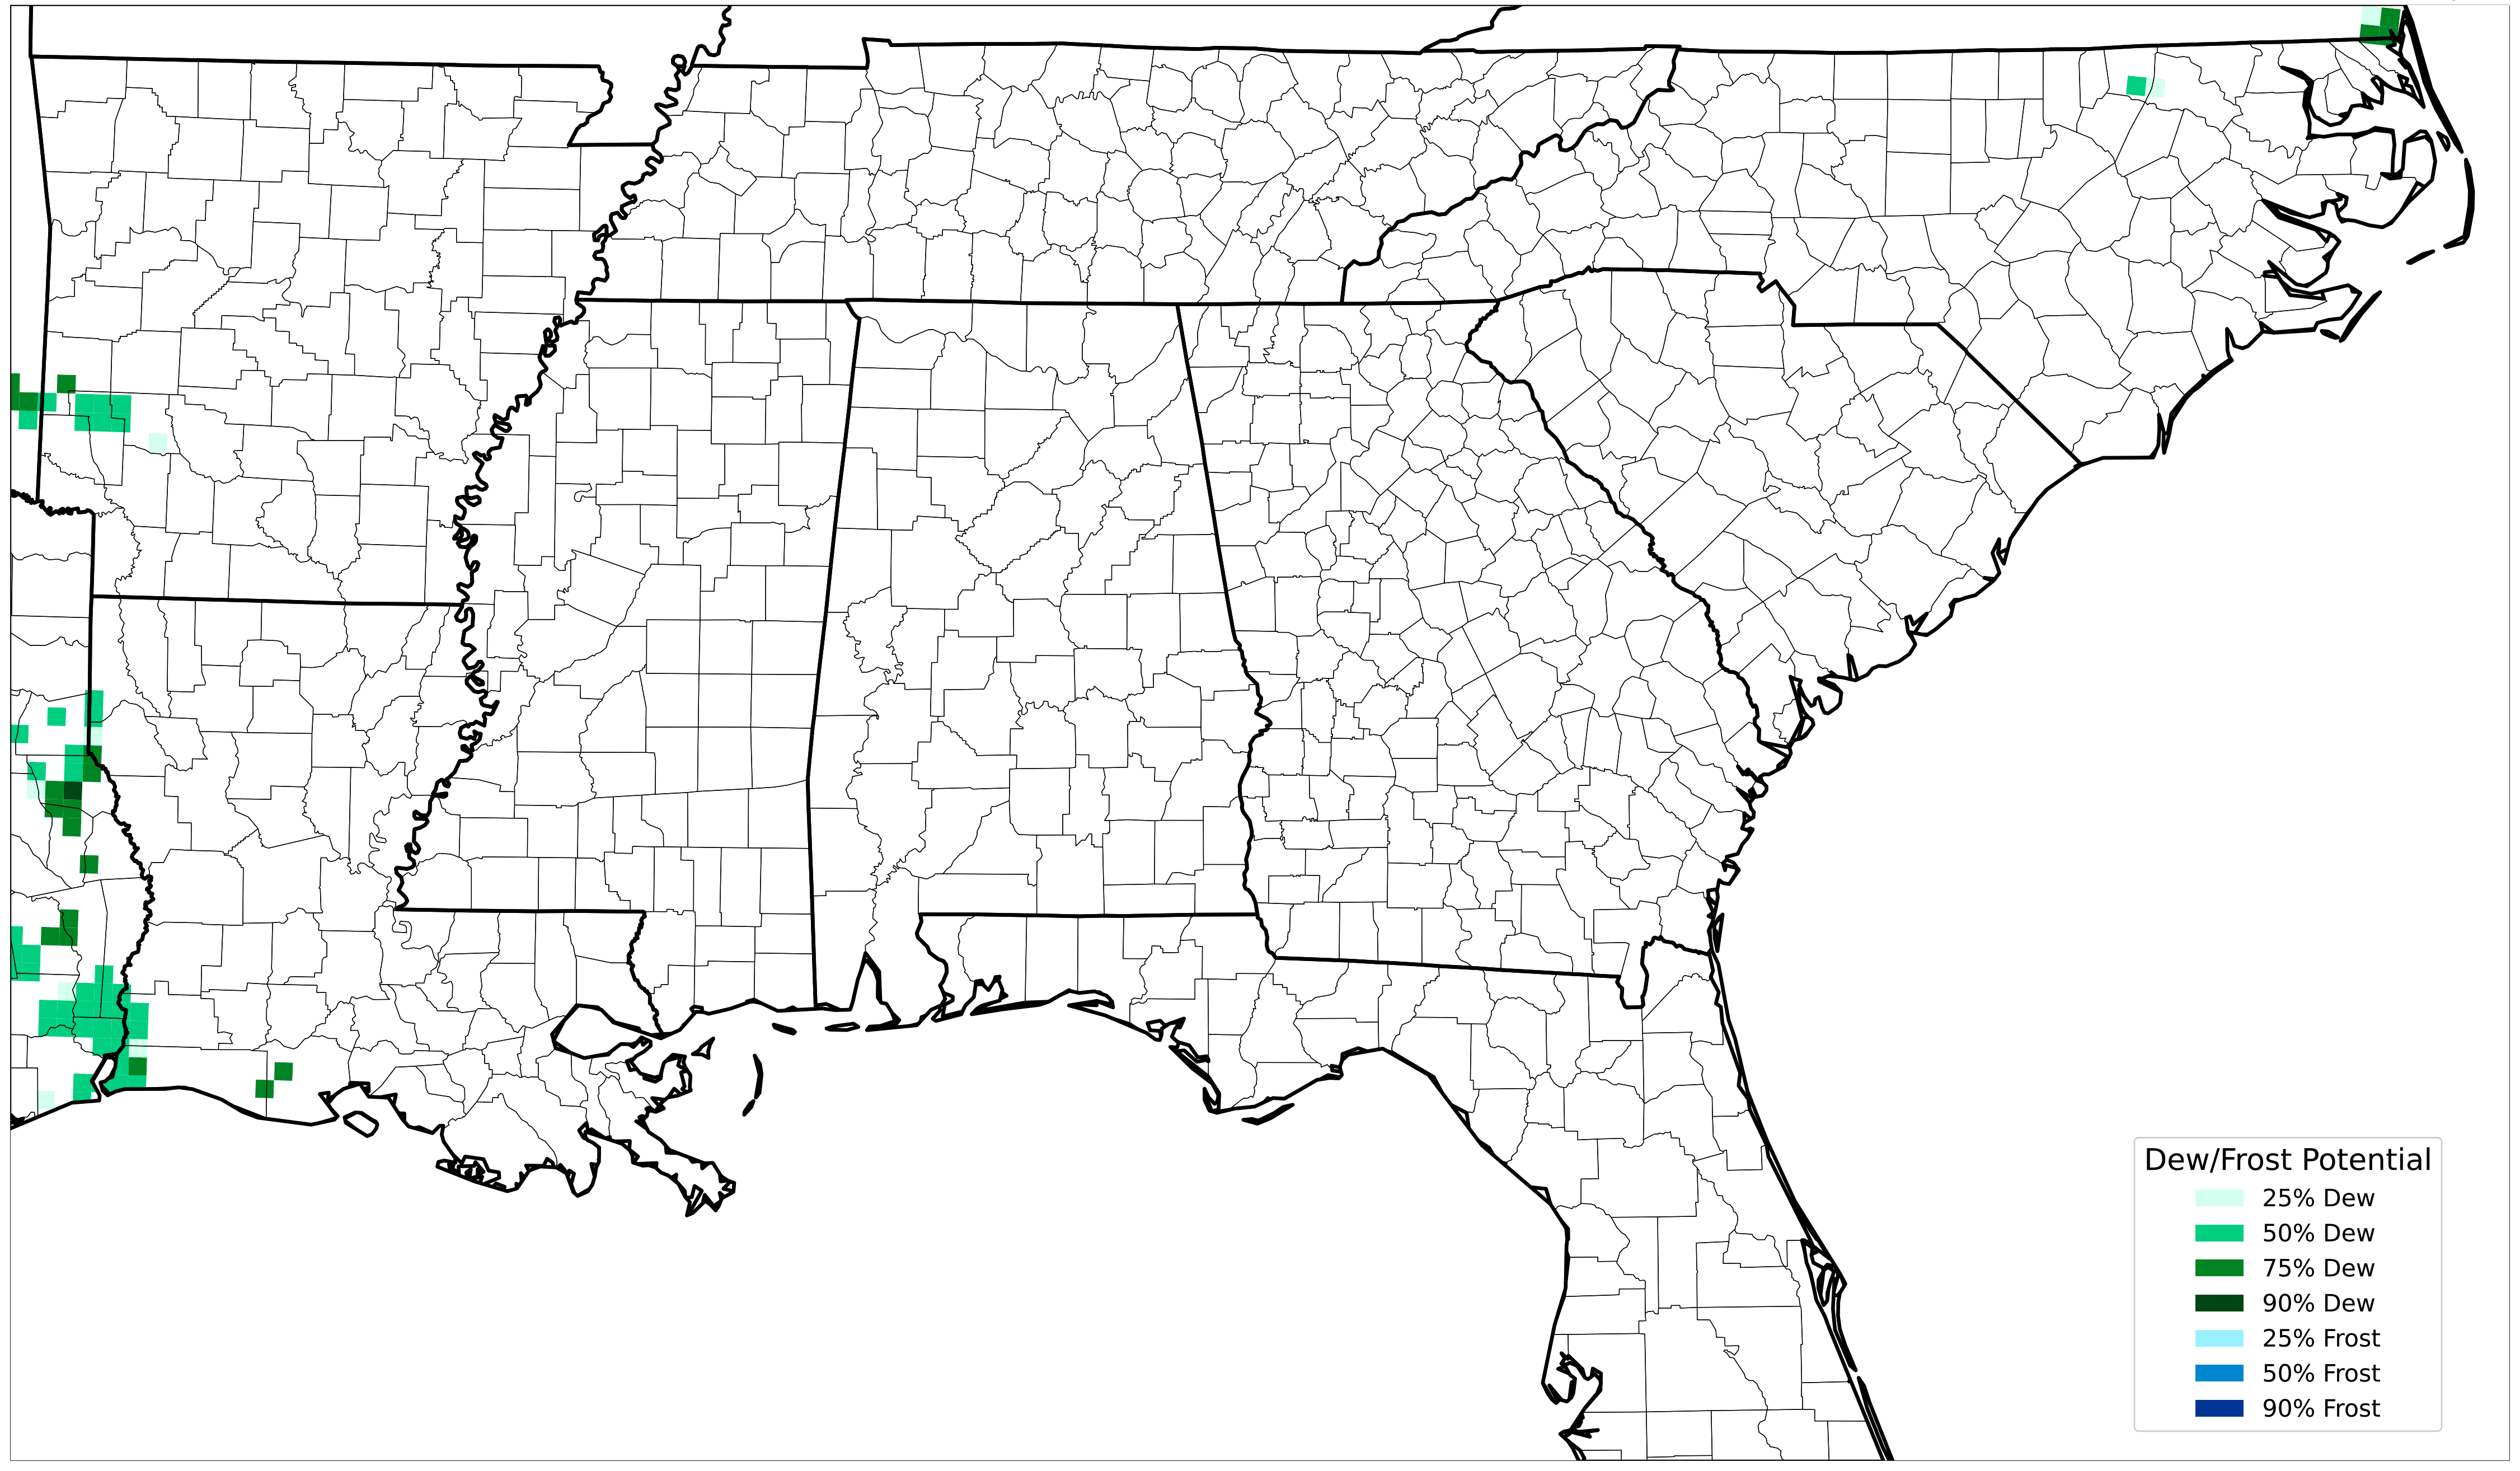 Dew/Frost Potential
25% Dew
50% Dew
75% Dew
90% Dew
25% Frost
50% Frost
90% Frost